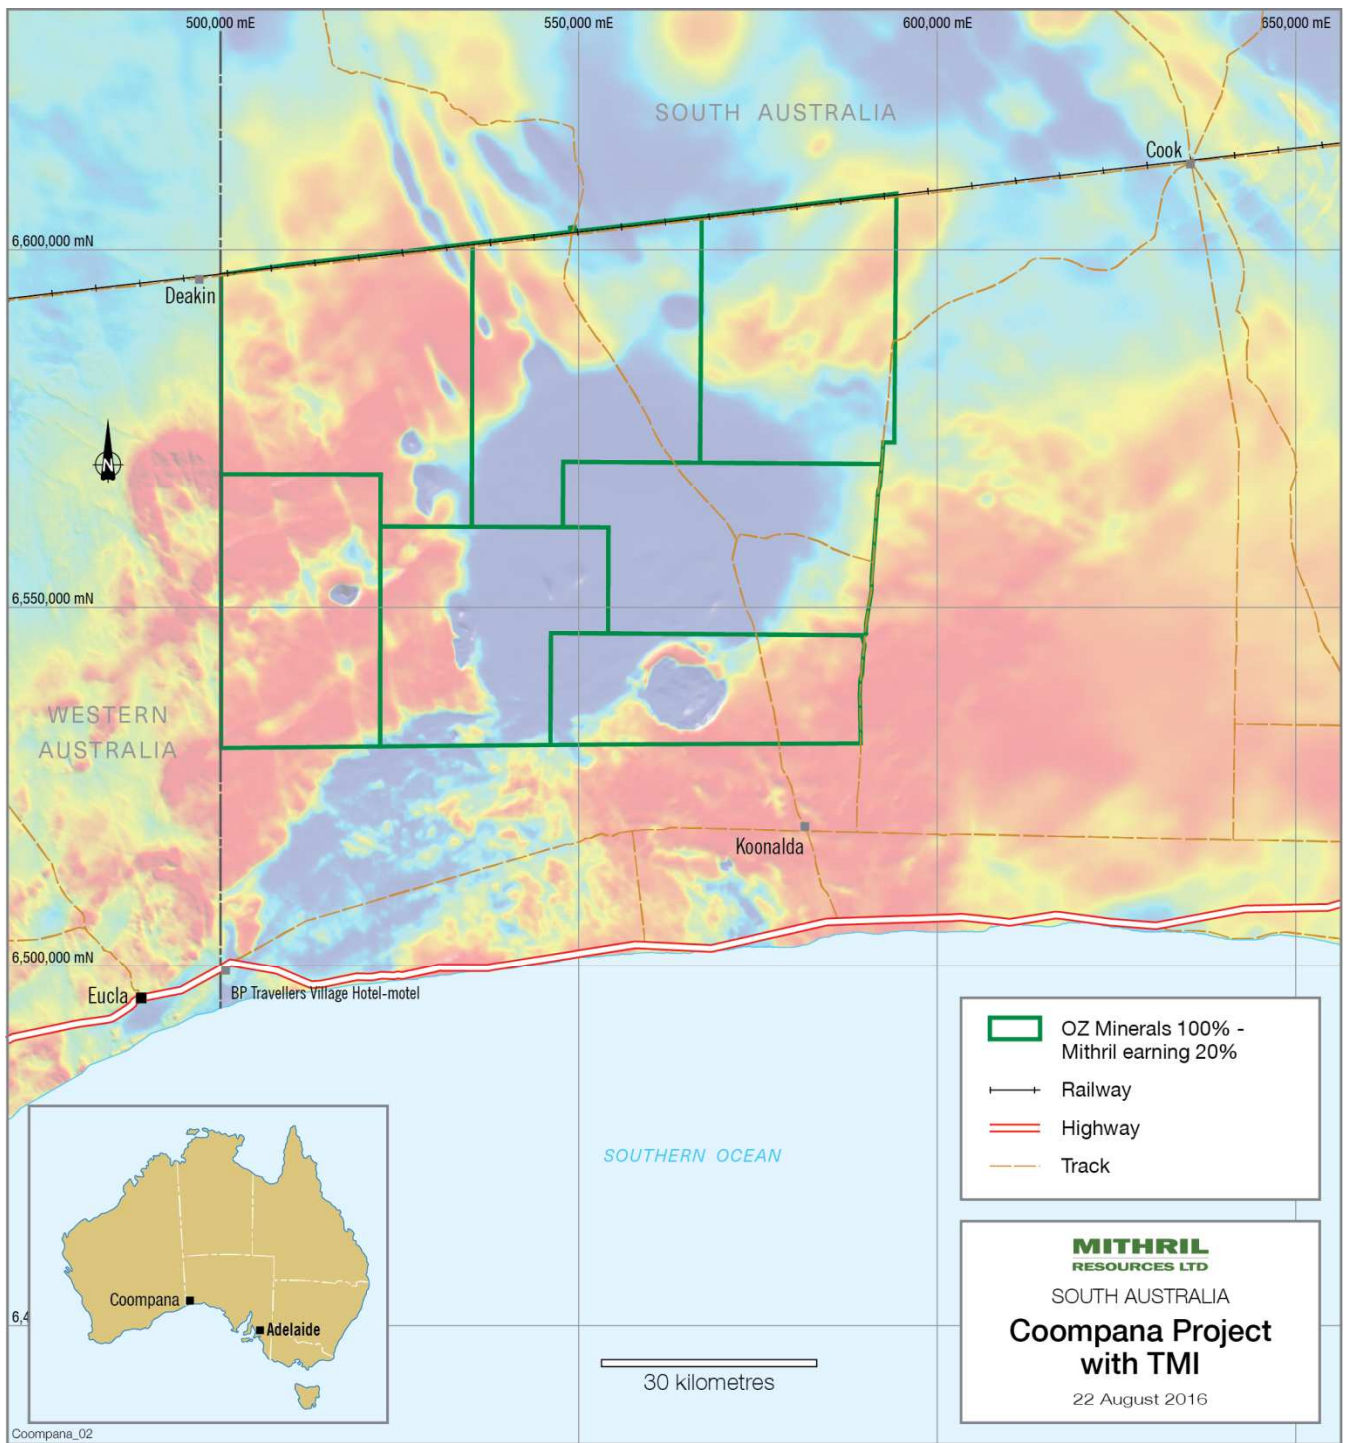 500,000 mE
550,000 mE
600,000 mE
650,000 mE
SOUTH AUSTRALIA
Cook
6,600,000 mN
Deakin
N
6,550,000 mN
WESTERN
AUSTRALIA
Koonalda
6,500,000 mN
Eucla
BP Travellers Village Hotel-motel
OZ Minerals 100% -
Mithril earning 20%
Railway
Highway
Track
SOUTHERN OCEAN
Coompana
Adelaide
6,4
30 kilometres
MITHRIL
RESOURCES LTD
SOUTH AUSTRALIA
Coompana Project
with TMI
22 August 2016
Coompana_02